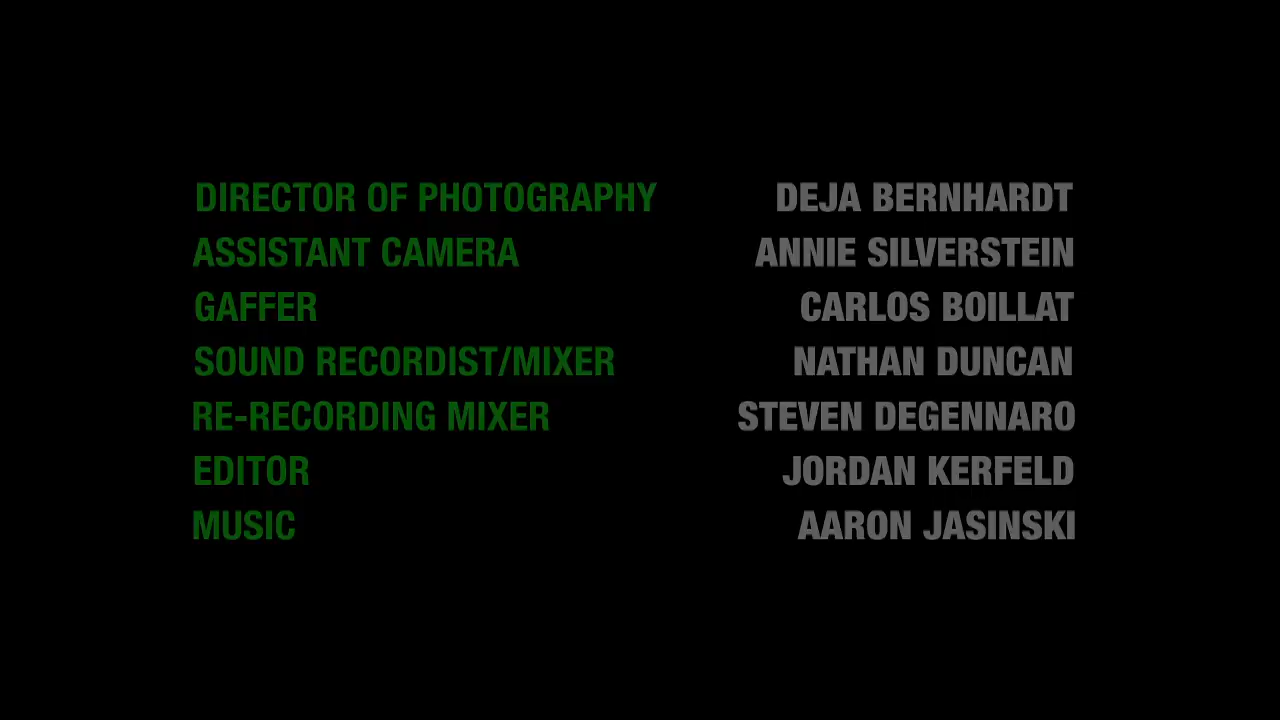 DIRECTOR OF PHOTOGRAPHY DEJA BERNHARDT
ASSISTANT CAMERA ANNIE SILVERSTEIN
GAFFER CARLOS BOILLAT
SOUND RECORDIST/MIXER NATHAN DUNCAN
RE-RECORDING MIXER STEVEN DEGENNARO
EDITOR JORDAN KERFELD
MUSIC AARON JASINSKI